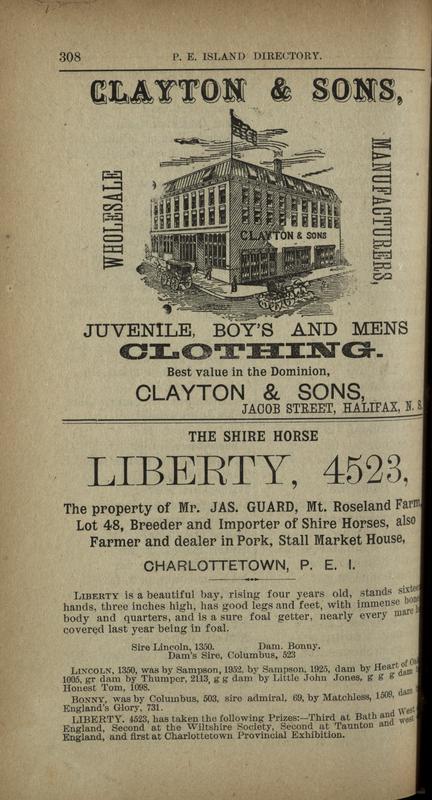 308
P. E. ISLAND DIRECTORY.
CLAYTON & SONS,
WHOLESALE
MANUFACTURERS,
CLAYTON & SONS
JUVENILE, BOY'S AND MENS
CLOTHING.
Best value in the Dominion,
CLAYTON & SONS,
JACOB STREET, HALIFAX, N. S.
THE SHIRE HORSE
LIBERTY, 4523,
The property of Mr. JAS. GUARD, Mt. Roseland Farm,
Lot 48, Breeder and Importer of Shire Horses, also
Farmer and dealer in Pork, Stall Market House,
CHARLOTTETOWN, P. E. I.
LIBERTY is a beautiful bay, rising four years old, stands sixteen
hands, three inches high, has good legs and feet, with immense bone
body and quarters, and is a sure foal getter, nearly every mare
covered last year being in foal.
Sire Lincoln, 1350. Dam. Bonny.
Dam's Sire, Columbus, 523
LINCOLN, 1350, was by Sampson, 1952, by Sampson, 1925, dam by Heart of
1005, gr dam by Thumper, 2113, g g dam by Little John Jones, g g g dam
Honest Tom, 1098.
BONNY, was by Columbus, 503, sire admiral, 69, by Matchless, 1509, dam
England's Glory, 731.
LIBERTY. 4523, has taken the following Prizes:—Third at Bath and West
England, Second at the Wiltshire Society, Second at Taunton and west
England, and first at Charlottetown Provincial Exhibition.